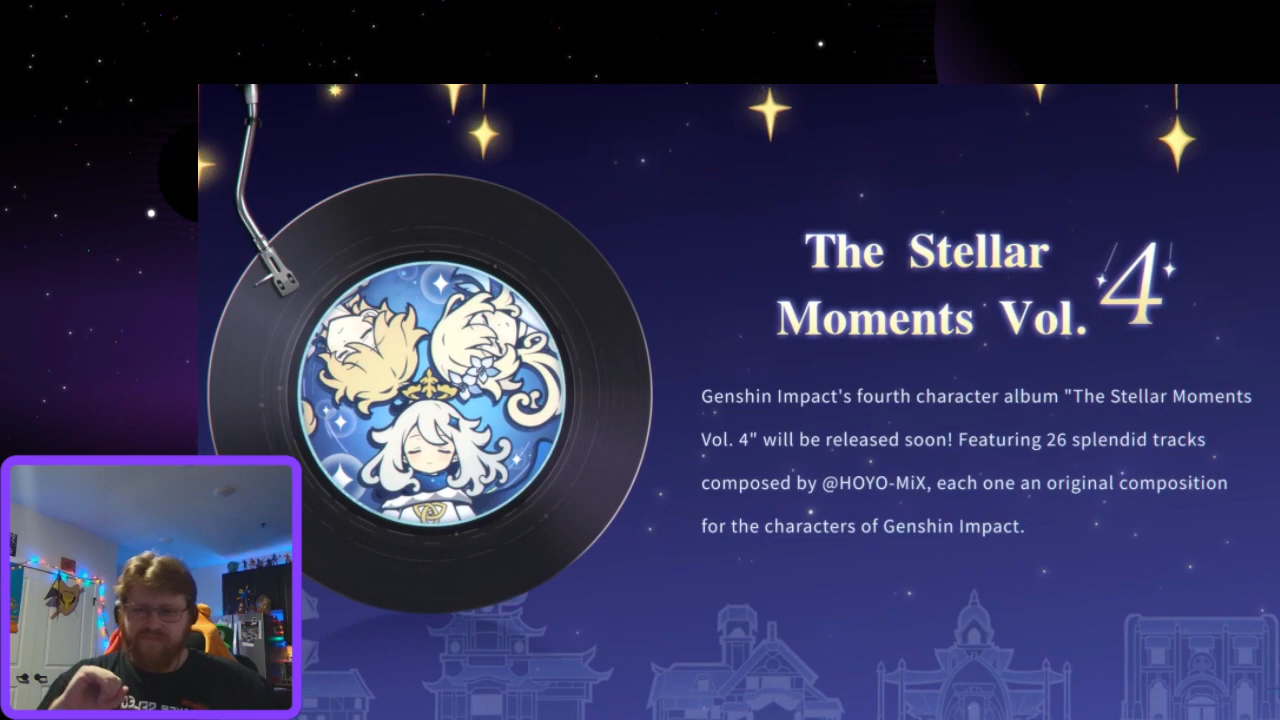 The Stellar
Moments Vol. 4
Genshin Impact's fourth character album "The Stellar Moments
Vol. 4" will be released soon! Featuring 26 splendid tracks
composed by @HOYO-MiX, each one an original composition
for the characters of Genshin Impact.